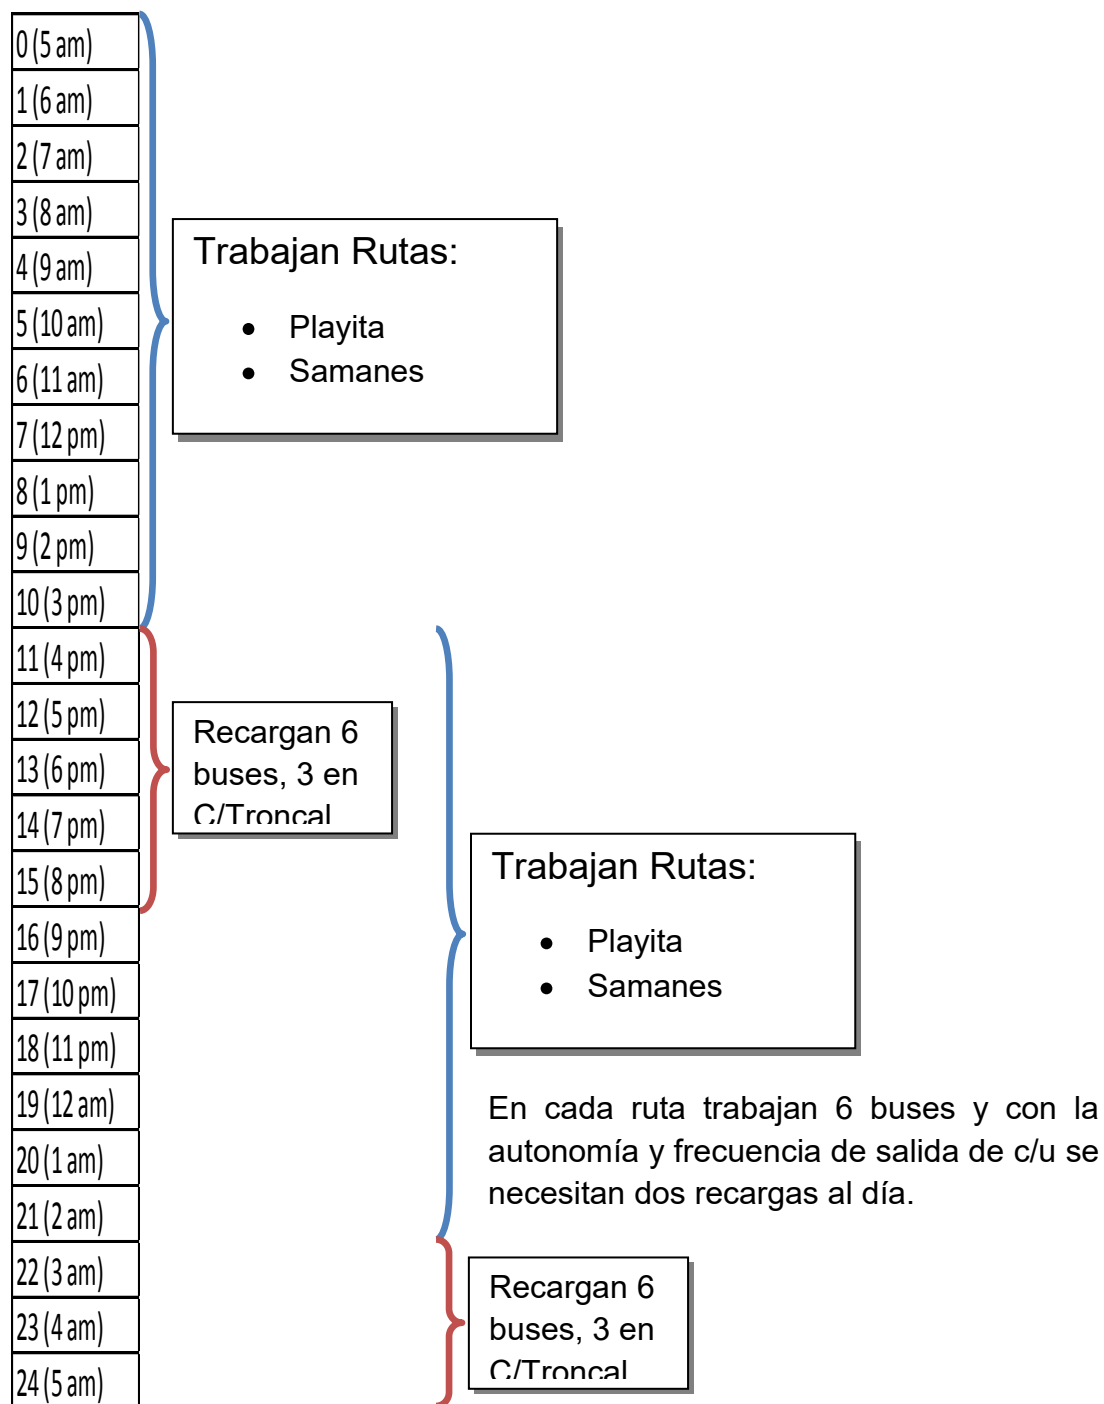 0 (5 am)
1 (6 am)
2 (7 am)
3 (8 am)
4 (9 am)
5 (10 am)
6 (11 am)
7 (12 pm)
8 (1 pm)
9 (2 pm)
10 (3 pm)
11 (4 pm)
12 (5 pm)
13 (6 pm)
14 (7 pm)
15 (8 pm)
16 (9 pm)
17 (10 pm)
18 (11 pm)
19 (12 am)
20 (1 am)
21 (2 am)
22 (3 am)
23 (4 am)
24 (5 am)
Trabajan Rutas:
• Playita
• Samanes
Recargan 6
buses, 3 en
C/Troncal
Trabajan Rutas:
• Playita
• Samanes
En cada ruta trabajan 6 buses y con la
autonomía y frecuencia de salida de c/u se
necesitan dos recargas al día.
Recargan 6
buses, 3 en
C/Troncal